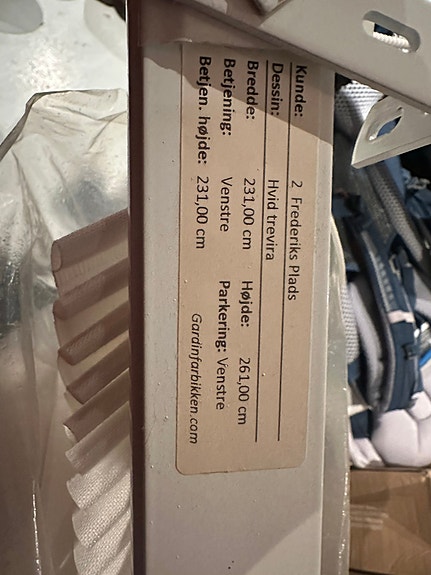 Kunde: 2 Frederiks Plads
Dessin: Hvid trevira
Bredde: 231,00 cm Højde: 261,00 cm
Betjening: Venstre Parkering: Venstre
Betjen. højde: 231,00 cm
Gardinfarbikken.com